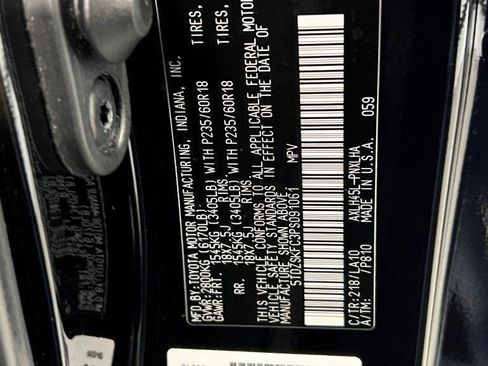 MFD.BY:TOYOTA MOTOR MANUFACTURING, INDIANA, INC.
GVWR:2800KG (6170LB)
GAWR:FRT. 1545KG (3405LB) WITH P235/60R18 TIRES,
18X7.5J RIMS
RR. 1545KG (3405LB) WITH P235/60R18 TIRES,
18X7.5J RIMS
THIS VEHICLE CONFORMS TO ALL APPLICABLE FEDERAL MOTOR
VEHICLE SAFETY STANDARDS IN EFFECT ON THE DATE OF
MANUFACTURE SHOWN ABOVE.
5TDZSKFC3PS091061 MPV
059
C/TR:218/LA10 AXLH45L-PNXLHA
A/TM: /P810 MADE IN U.S.A.